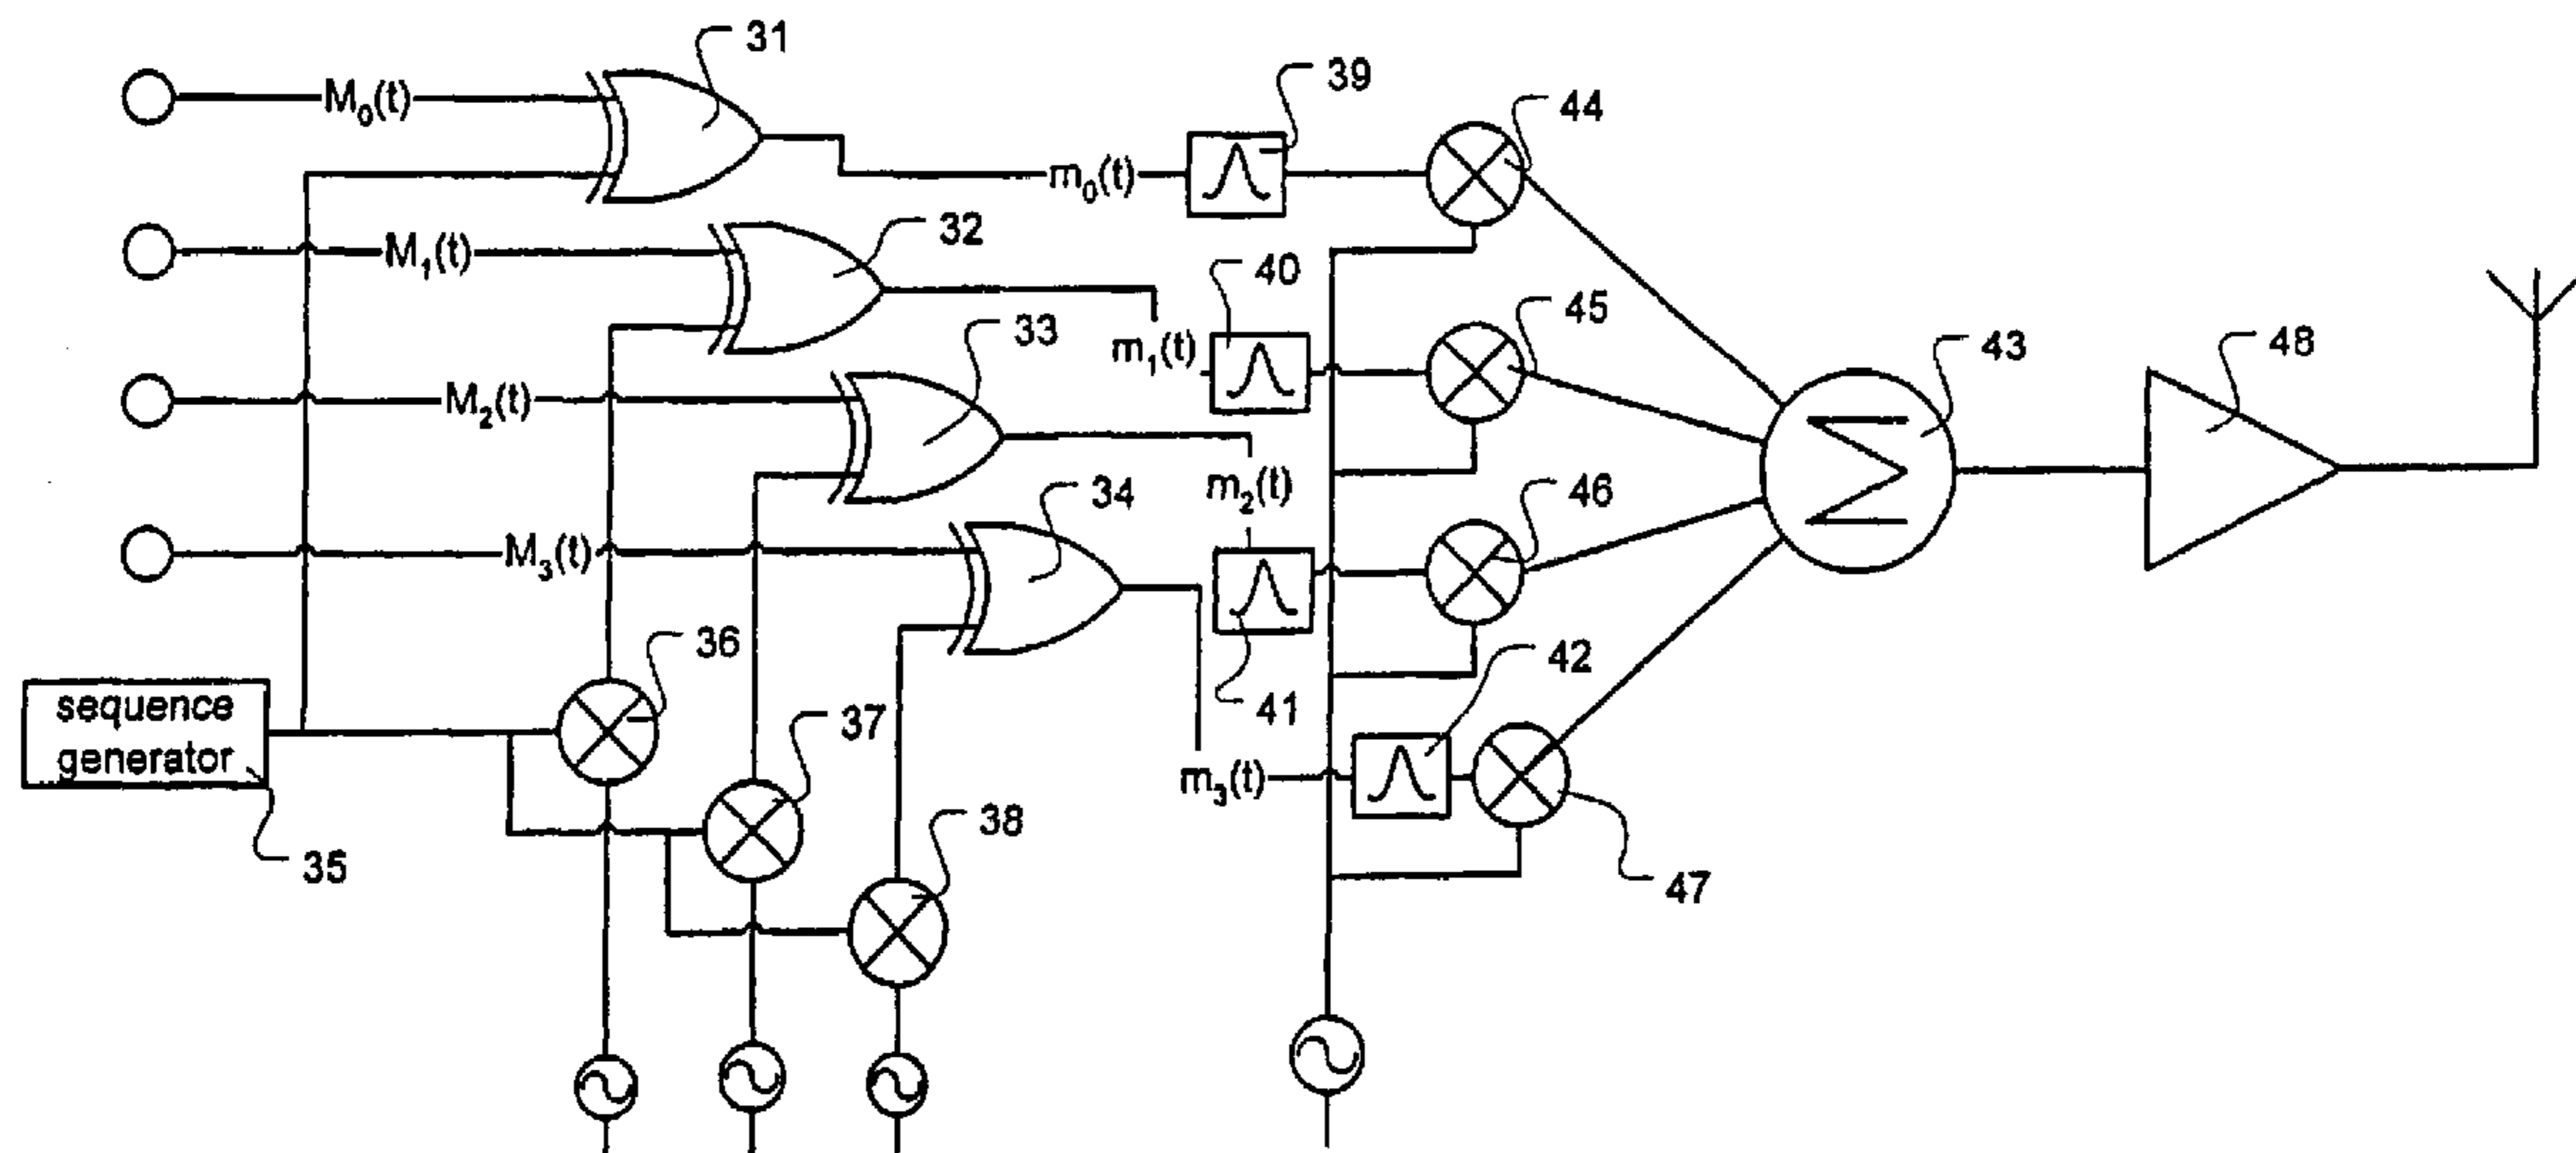 31
39
M₀(t)
44
m₀(t)
32
M₁(t)
40
45
33
m₁(t)
43
48
M₂(t)
34
m₂(t)
46
M₃(t)
36
42
sequence
generator
37
41
m₃(t)
38
35
47